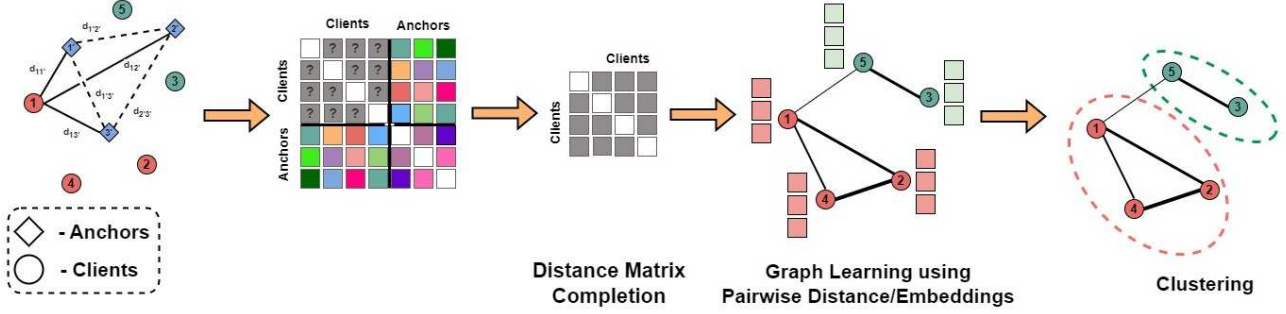 5
d1'2'
2'
1'
d11'
d12'
3
1
d1'3'
d2'3'
d13'
3'
2
4
- Anchors
- Clients
Clients Anchors
? ? ?
? ? ?
? ? ?
? ? ?
Clients
Anchors
Clients
Clients
Distance Matrix
Completion
5
3
1
2
4
Graph Learning using
Pairwise Distance/Embeddings
5
3
1
2
4
Clustering